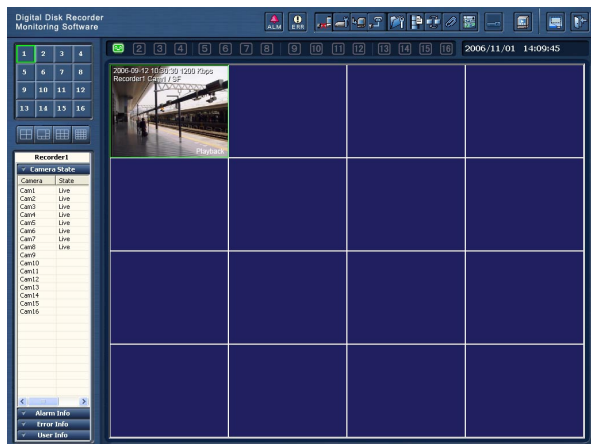 Digital Disk Recorder
Monitoring Software
ALM ERR
1 2 3 4
5 6 7 8
9 10 11 12
13 14 15 16
2 3 4 5 6 7 8 9 10 11 12 13 14 15 16
2006/11/01 14:09:45
2006-09-12 10:30:30 1200 Kbps
Recorder1 Cam1 / SF
Playback
Recorder1
Camera State
Camera State
Cam1 Live
Cam2 Live
Cam3 Live
Cam4 Live
Cam5 Live
Cam6 Live
Cam7 Live
Cam8 Live
Cam9
Cam10
Cam11
Cam12
Cam13
Cam14
Cam15
Cam16
Alarm Info
Error Info
User Info